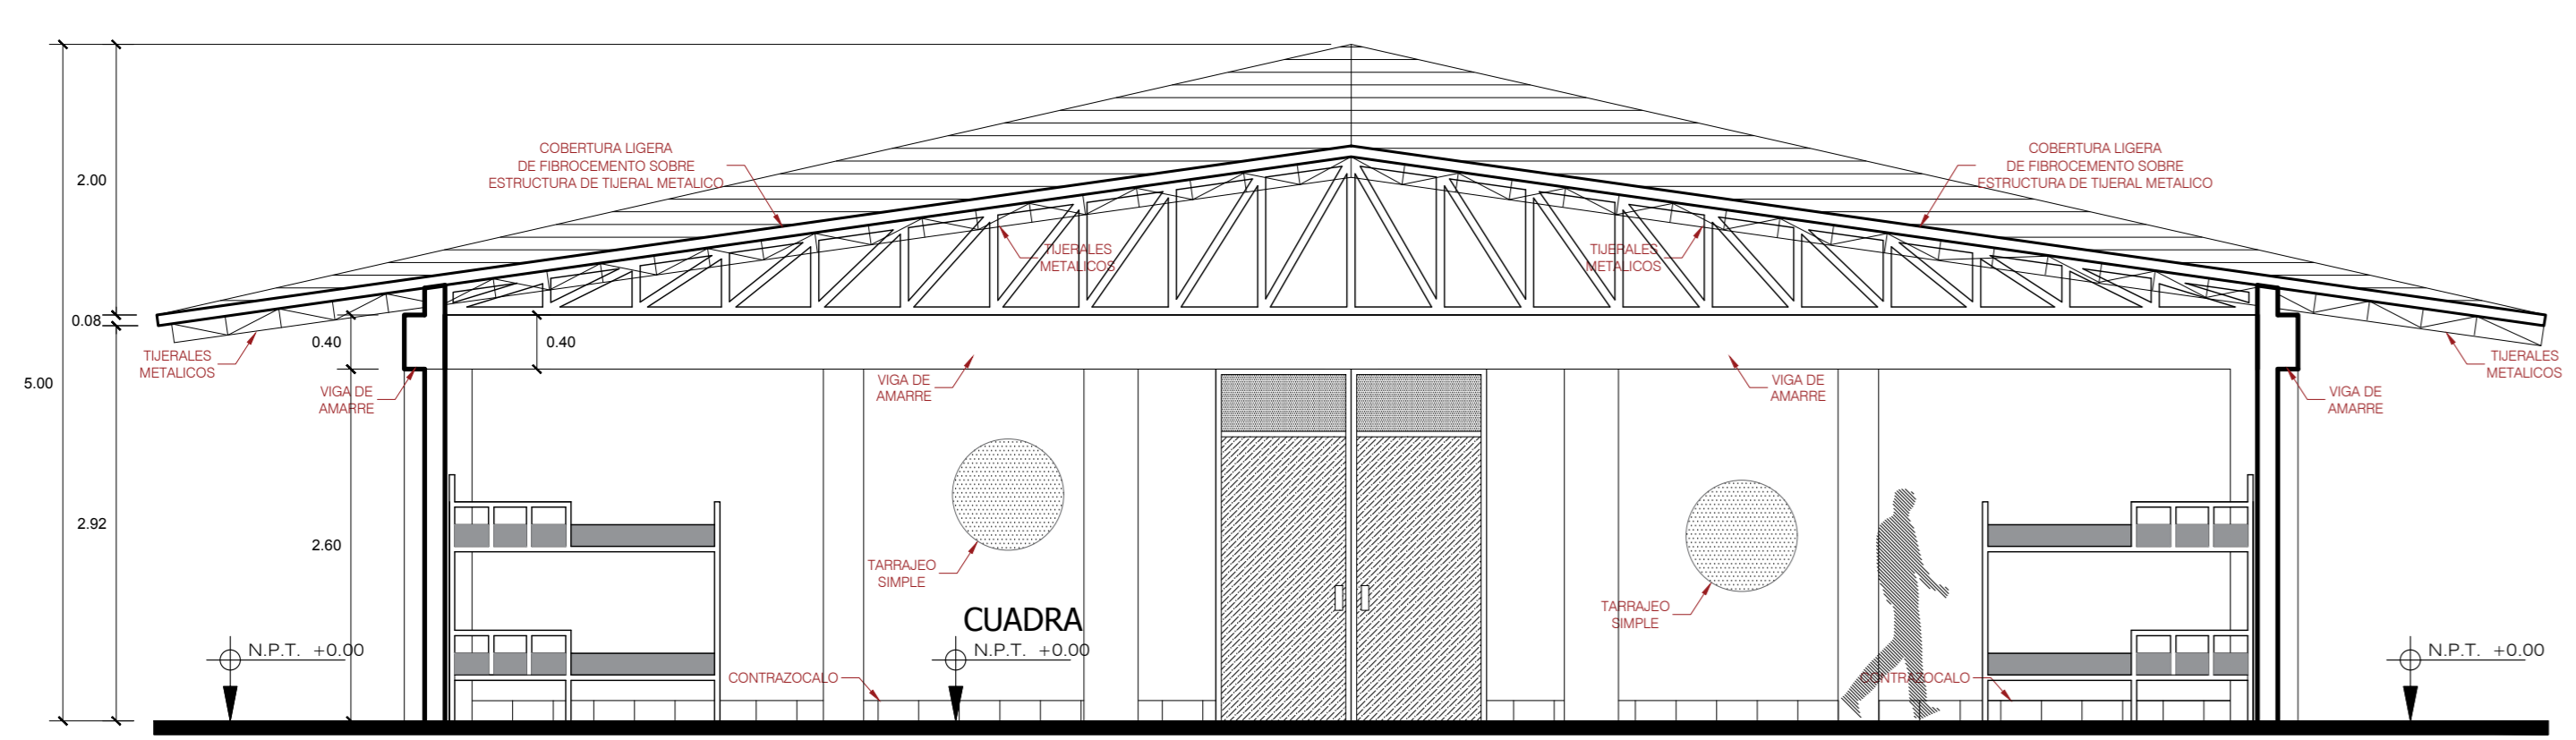 COBERTURA LIGERA
DE FIBROCEMENTO SOBRE
ESTRUCTURA DE TIJERAL METALICO
COBERTURA LIGERA
DE FIBROCEMENTO SOBRE
ESTRUCTURA DE TIJERAL METALICO
2.00
TIJERALES
METALICOS
TIJERALES
METALICOS
0.08
0.40
0.40
TIJERALES
METALICOS
TIJERALES
METALICOS
5.00
VIGA DE
AMARRE
VIGA DE
AMARRE
VIGA DE
AMARRE
VIGA DE
AMARRE
2.92
2.60
TARRAJEO
SIMPLE
TARRAJEO
SIMPLE
CUADRA
N.P.T. +0.00
N.P.T. +0.00
N.P.T. +0.00
CONTRAZOCALO
CONTRAZOCALO